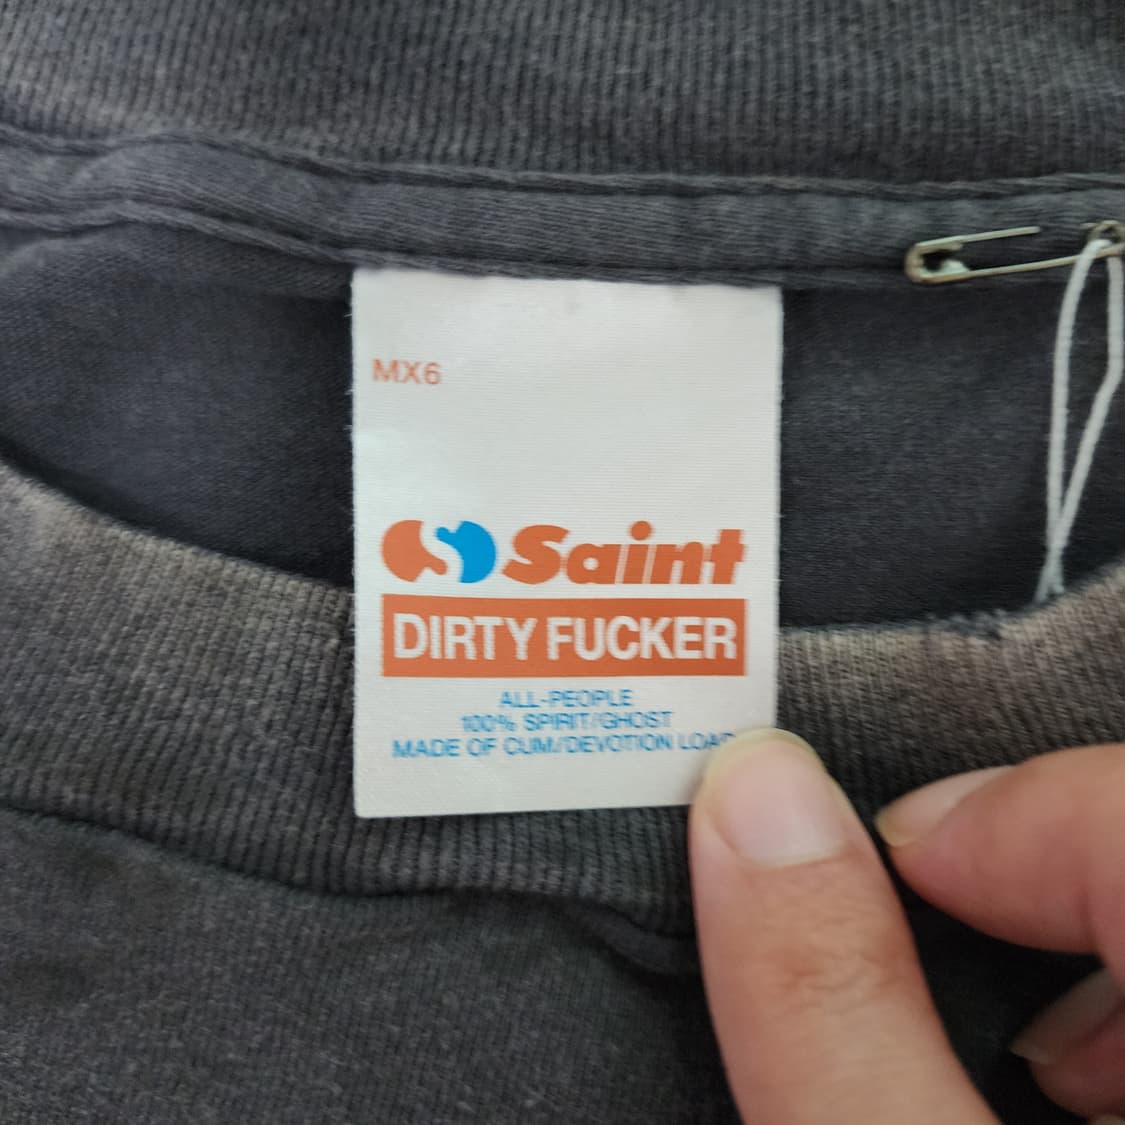 MX6
Saint
DIRTY FUCKER
ALL-PEOPLE
100% SPIRIT/GHOST
MADE OF CUM/DEVOTION